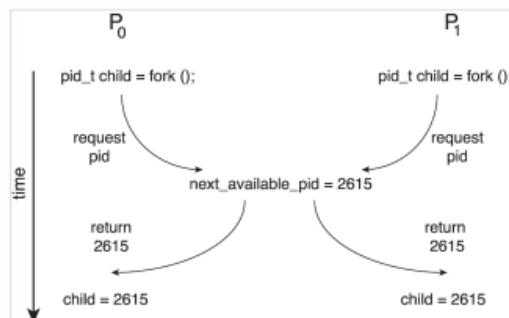 P0 P1
pid_t child = fork (); pid_t child = fork ()
request request
pid pid
time
next_available_pid = 2615
return return
2615 2615
child = 2615 child = 2615